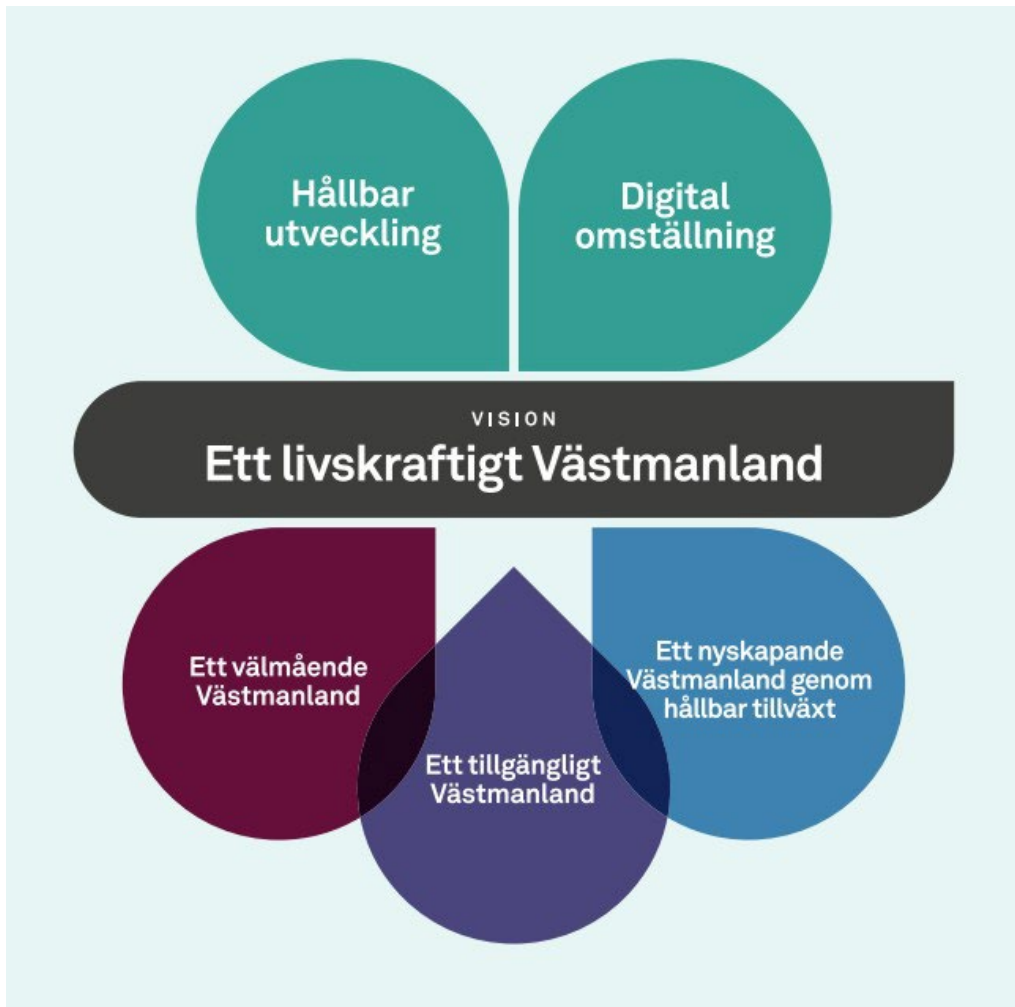 Hållbar
utveckling
Digital
omställning
VISION
Ett livskraftigt Västmanland
Ett välmående
Västmanland
Ett tillgängligt
Västmanland
Ett nyskapande
Västmanland genom
hållbar tillväxt